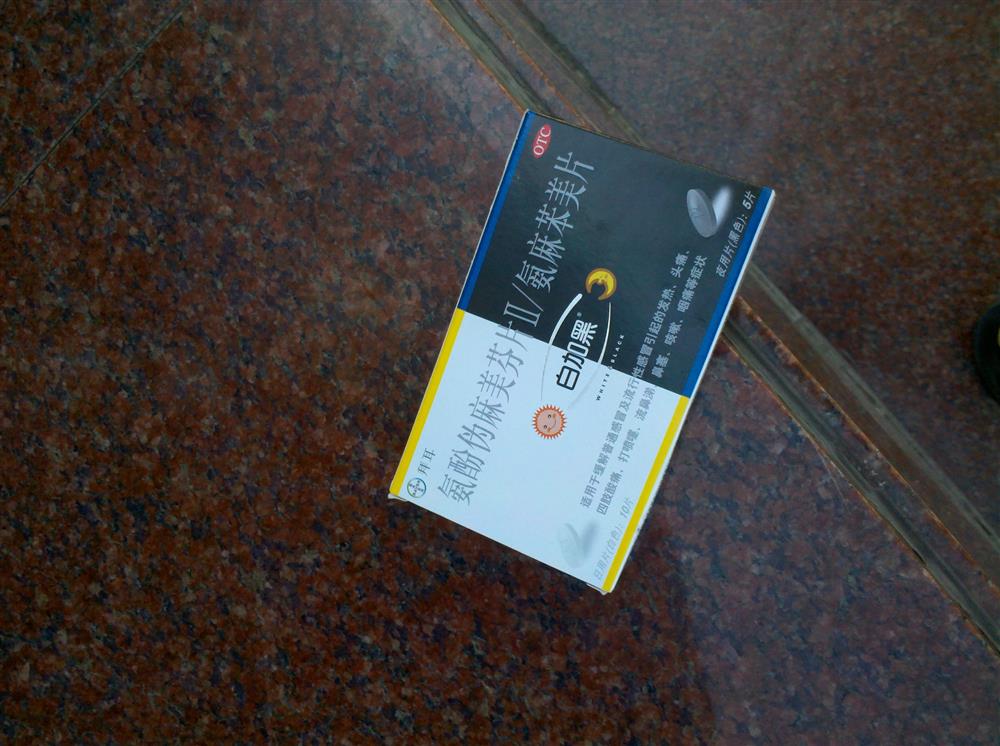 拜耳
OTC
氨酚伪麻美芬片Ⅱ/氨麻苯美片
白加黑®
WHITE & BLACK
适用于缓解普通感冒及流行性感冒引起的发热、头痛、
四肢酸痛、打喷嚏、流鼻涕、鼻塞、咳嗽、咽痛等症状
日用片(白色): 10片
夜用片(黑色): 5片